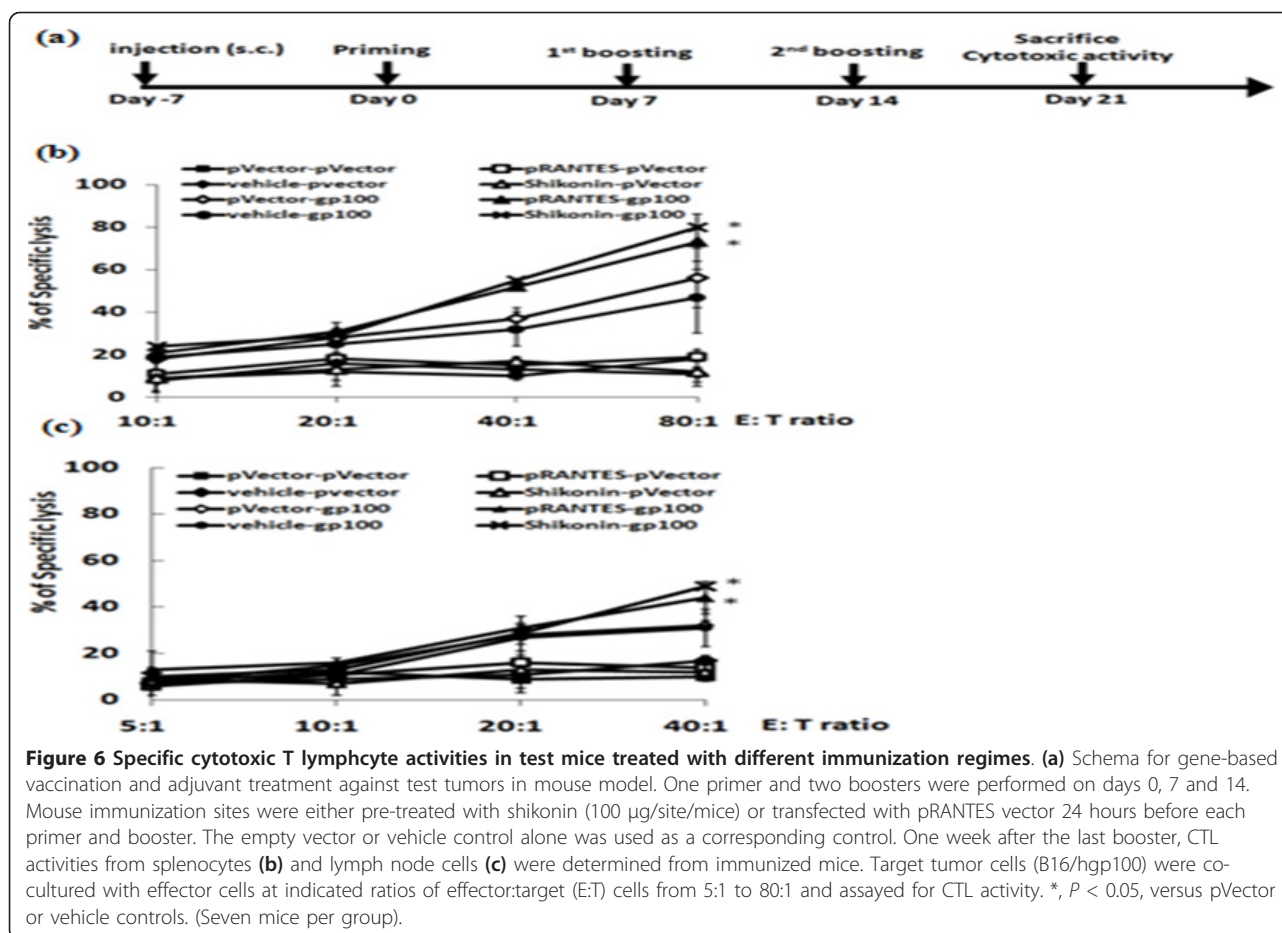 (a)
injection (s.c.) Priming 1st boosting 2nd boosting Sacrifice
Cytotoxic activity
Day -7 Day 0 Day 7 Day 14 Day 21
(b)
pVector-pVector pRANTES-pVector
vehicle-pvector Shikonin-pVector
pVector-gp100 pRANTES-gp100
vehicle-gp100 Shikonin-gp100
% of Specific lysis
100
80
60
40
20
0
*
*
10:1 20:1 40:1 80:1 E: T ratio
(c)
pVector-pVector pRANTES-pVector
vehicle-pvector Shikonin-pVector
pVector-gp100 pRANTES-gp100
vehicle-gp100 Shikonin-gp100
% of Specific lysis
100
80
60
40
20
0
*
*
5:1 10:1 20:1 40:1 E: T ratio
Figure 6 Specific cytotoxic T lymphcyte activities in test mice treated with different immunization regimes. (a) Schema for gene-based
vaccination and adjuvant treatment against test tumors in mouse model. One primer and two boosters were performed on days 0, 7 and 14.
Mouse immunization sites were either pre-treated with shikonin (100 μg/site/mice) or transfected with pRANTES vector 24 hours before each
primer and booster. The empty vector or vehicle control alone was used as a corresponding control. One week after the last booster, CTL
activities from splenocytes (b) and lymph node cells (c) were determined from immunized mice. Target tumor cells (B16/hgp100) were co-
cultured with effector cells at indicated ratios of effector:target (E:T) cells from 5:1 to 80:1 and assayed for CTL activity. *, P < 0.05, versus pVector
or vehicle controls. (Seven mice per group).